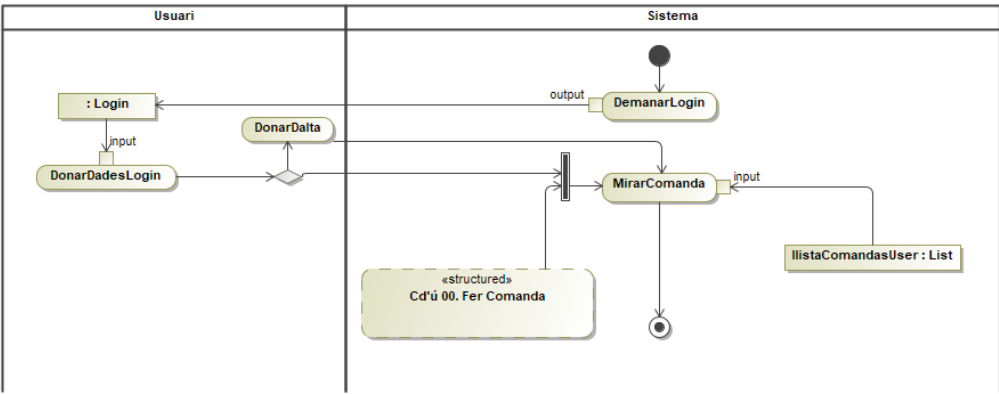 Usuari
Sistema
output
DemanarLogin
: Login
DonarDalta
input
DonarDadesLogin
MirarComanda
input
llistaComandasUser : List
«structured»
Cd'ú 00. Fer Comanda